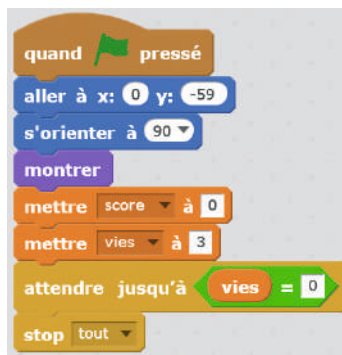 quand pressé
aller à x: 0 y: -59
s'orienter à 90
montrer
mettre score à 0
mettre vies à 3
attendre jusqu'à vies = 0
stop tout